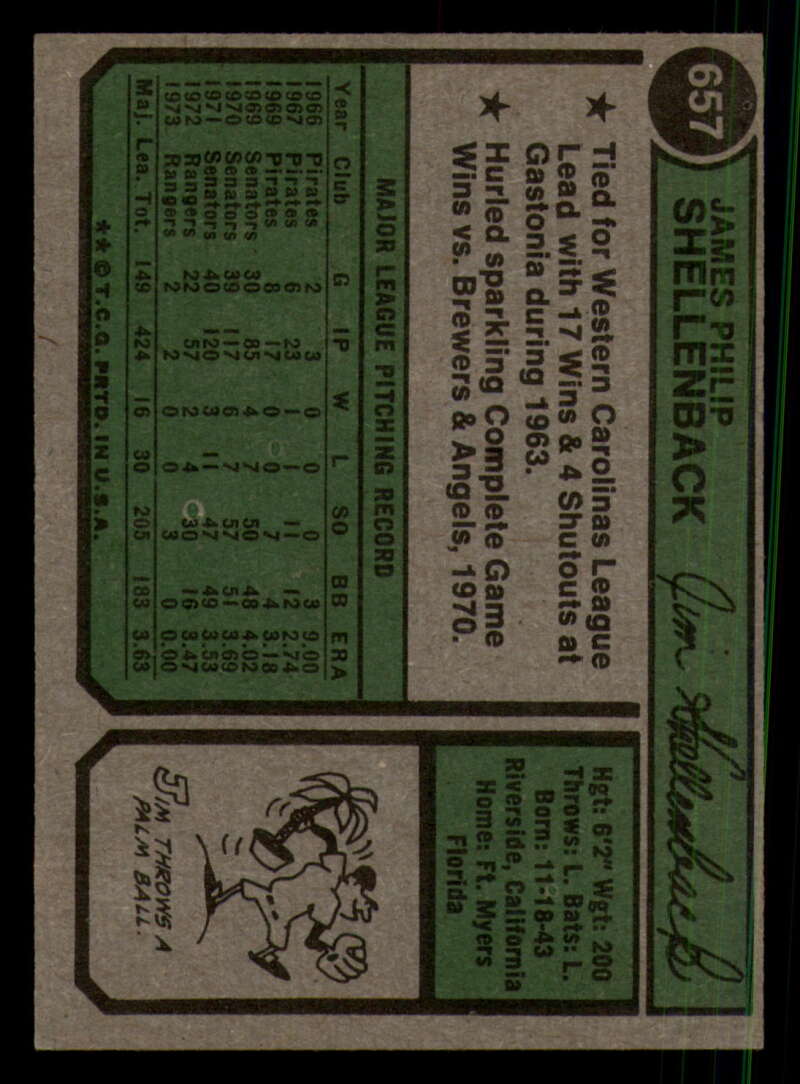 657
JAMES PHILIP
SHELLENBACK
Jim Shellenback
★ Tied for Western Carolinas League
Lead with 17 Wins & 4 Shutouts at
Gastonia during 1963.
★ Hurled sparkling Complete Game
Wins vs. Brewers & Angels, 1970.
MAJOR LEAGUE PITCHING RECORD
Year Club G IP W L SO BB ERA
1966 Pirates 2 3 0 0 0 3 9.00
1967 Pirates 6 23 1 1 11 12 2.74
1969 Pirates 8 17 0 0 7 4 3.18
1969 Senators 30 85 4 7 50 48 4.02
1970 Senators 39 117 6 7 57 51 3.69
1971 Senators 40 120 3 11 47 49 3.53
1972 Rangers 22 57 2 4 30 16 3.47
1973 Rangers 2 2 0 0 3 0 0.00
Maj. Lea. Tot. 149 424 16 30 205 183 3.63
**©T.C.G. PRTD. IN U.S.A.
Hgt: 6'2" Wgt: 200
Throws: L. Bats: L.
Born: 11-18-43
Riverside, California
Home: Ft. Myers
Florida
JIM THROWS A
PALM BALL.